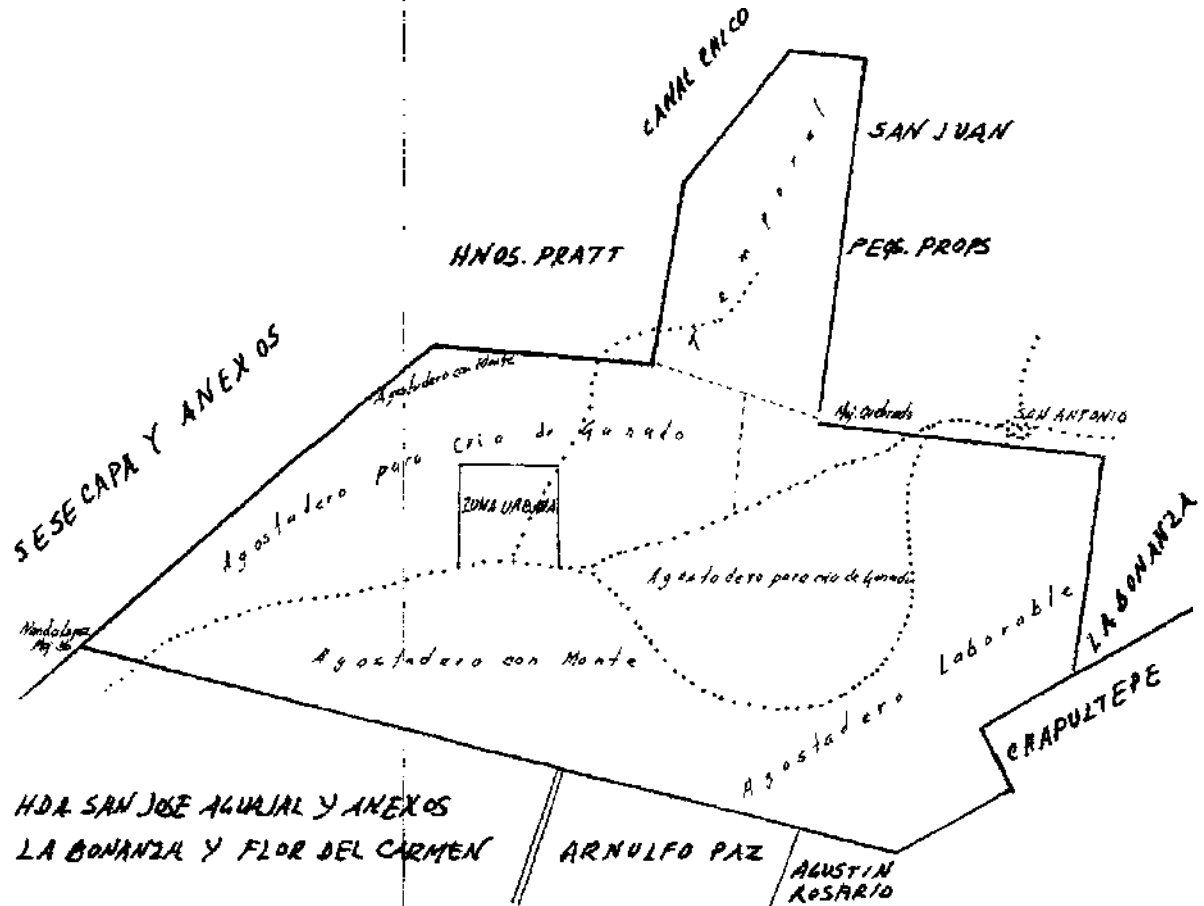 CANAL CHICO
SAN JUAN
HNOS. PRATT
PEQS. PROPS
SESECAPA Y ANEXOS
Agostadero con Monte
Moj. Quebrado
SAN ANTONIO
Agostadero para Cria de Ganado
ZONA URBANA
LA BONANZA
Agostadero para cria de Ganado
Agostadero Laborable
Agostadero con Monte
CHAPULTEPE
HDA. SAN JOSE AGUAJAL Y ANEXOS
LA BONANZA Y FLOR DEL CARMEN
ARNULFO PAZ
AGUSTIN
ROSARIO